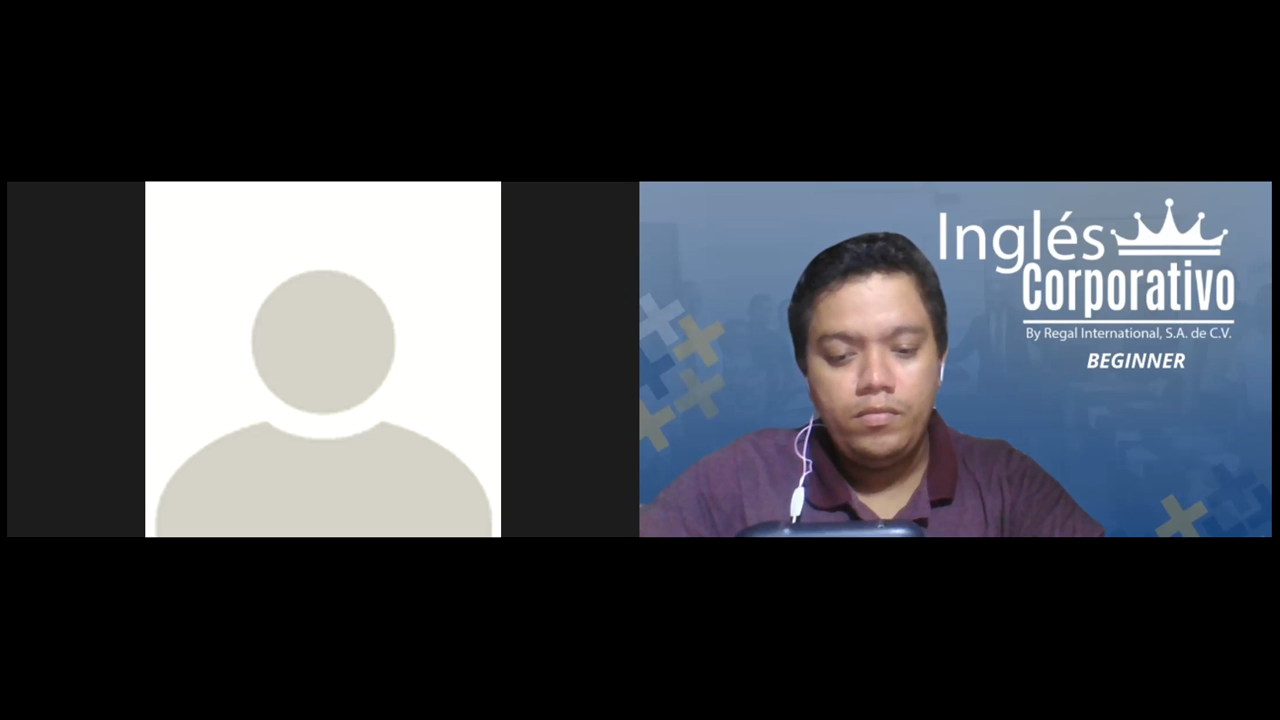 Inglés
Corporativo
By Regal International, S.A. de C.V.
BEGINNER